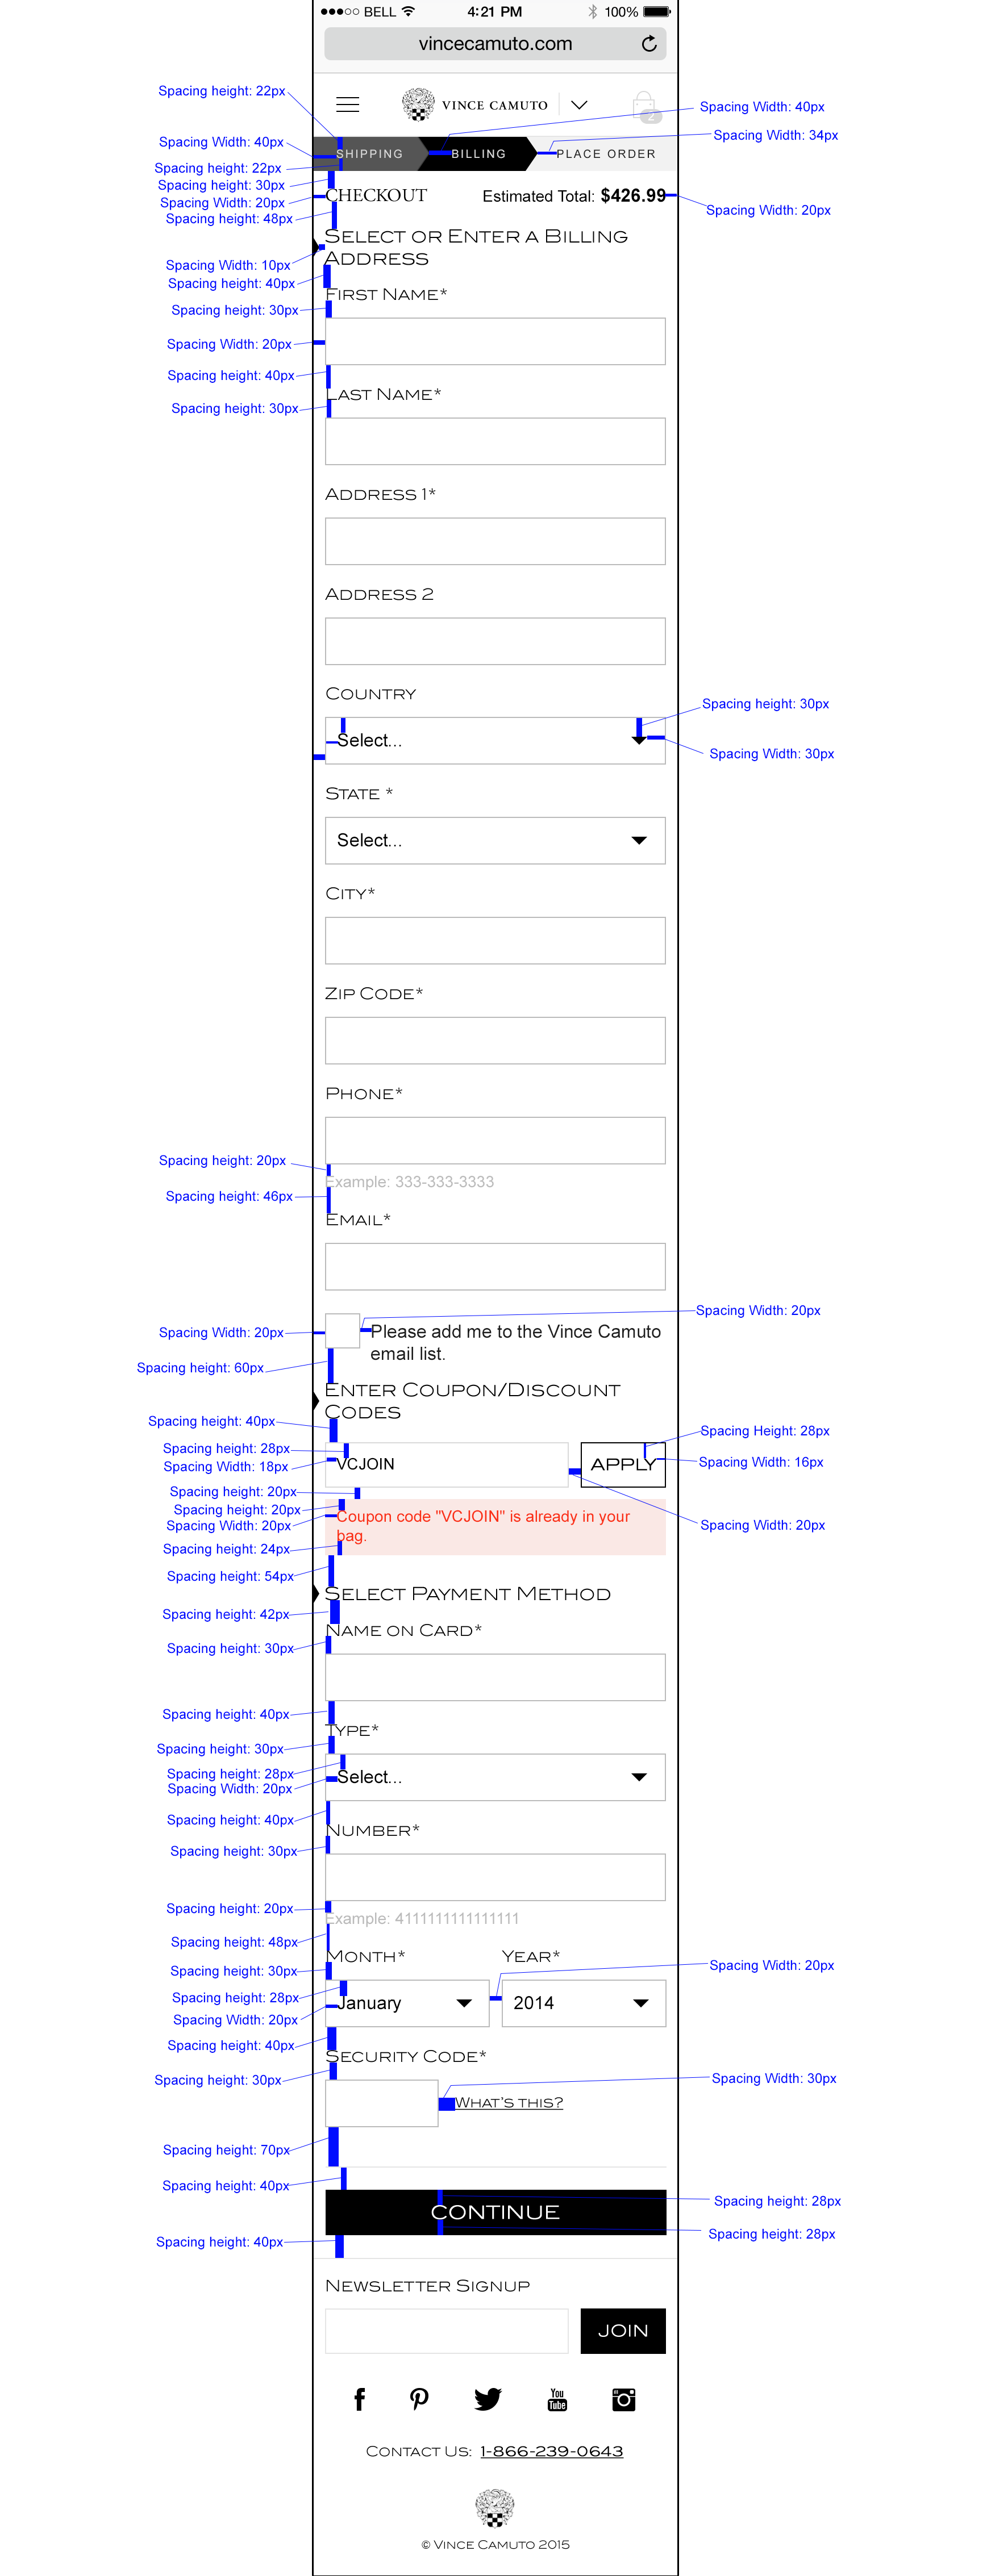 BELL 4:21 PM 100%
vincecamuto.com
Spacing height: 22px
VINCE CAMUTO
2
Spacing Width: 40px
Spacing Width: 40px
Spacing Width: 34px
SHIPPING BILLING PLACE ORDER
Spacing height: 22px
Spacing height: 30px
Spacing Width: 20px
CHECKOUT Estimated Total: $426.99
Spacing Width: 20px
Spacing height: 48px
SELECT OR ENTER A BILLING
ADDRESS
Spacing Width: 10px
Spacing height: 40px
FIRST NAME*
Spacing height: 30px
Spacing Width: 20px
Spacing height: 40px
LAST NAME*
Spacing height: 30px
ADDRESS 1*
ADDRESS 2
COUNTRY
Spacing height: 30px
Select...
Spacing Width: 30px
STATE *
Select...
CITY*
ZIP CODE*
PHONE*
Spacing height: 20px
Example: 333-333-3333
Spacing height: 46px
EMAIL*
Spacing Width: 20px
Spacing Width: 20px
Please add me to the Vince Camuto
email list.
Spacing height: 60px
ENTER COUPON/DISCOUNT
CODES
Spacing height: 40px
Spacing Height: 28px
Spacing height: 28px
Spacing Width: 18px
VCJOIN APPLY
Spacing Width: 16px
Spacing height: 20px
Spacing height: 20px
Coupon code "VCJOIN" is already in your
bag.
Spacing Width: 20px
Spacing Width: 20px
Spacing height: 24px
Spacing height: 54px
SELECT PAYMENT METHOD
Spacing height: 42px
NAME ON CARD*
Spacing height: 30px
Spacing height: 40px
TYPE*
Spacing height: 30px
Spacing height: 28px
Select...
Spacing Width: 20px
Spacing height: 40px
NUMBER*
Spacing height: 30px
Spacing height: 20px
Example: 4111111111111111
Spacing height: 48px
MONTH* YEAR*
Spacing Width: 20px
Spacing height: 30px
Spacing height: 28px
January 2014
Spacing Width: 20px
Spacing height: 40px
SECURITY CODE*
Spacing height: 30px
Spacing Width: 30px
WHAT'S THIS?
Spacing height: 70px
Spacing height: 40px
Spacing height: 28px
CONTINUE
Spacing height: 28px
Spacing height: 40px
NEWSLETTER SIGNUP
JOIN
You
Tube
CONTACT US: 1-866-239-0643
© VINCE CAMUTO 2015